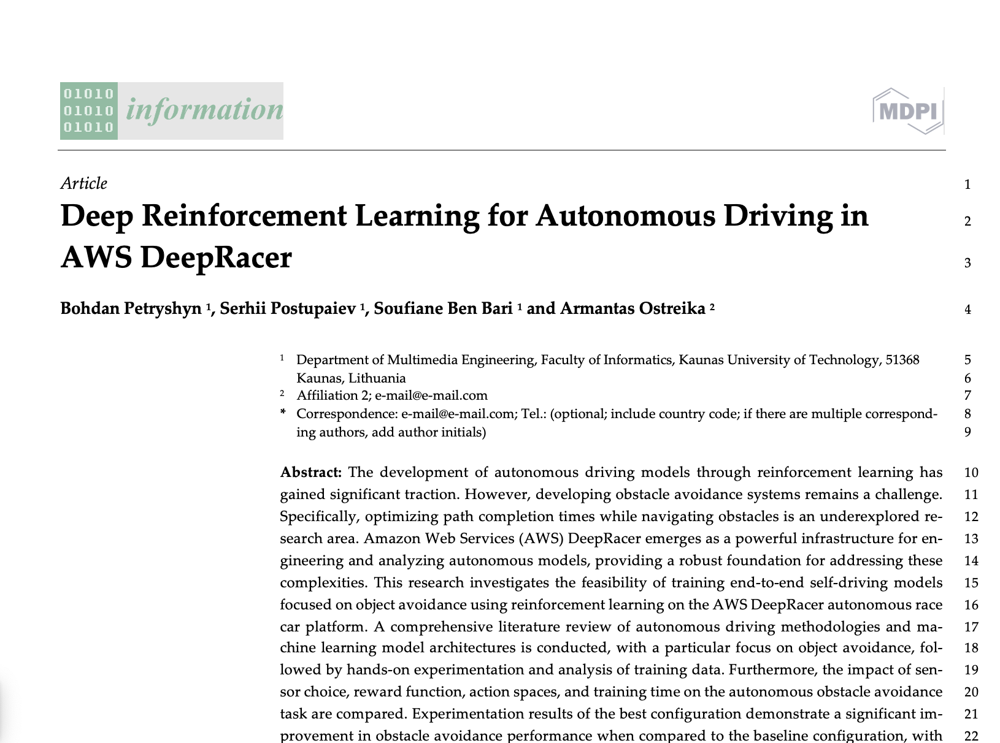 01010
01010
01010
information
MDPI
Article 1
Deep Reinforcement Learning for Autonomous Driving in 2
AWS DeepRacer 3
Bohdan Petryshyn ¹, Serhii Postupaiev ¹, Soufiane Ben Bari ¹ and Armantas Ostreika ² 4
¹ Department of Multimedia Engineering, Faculty of Informatics, Kaunas University of Technology, 51368 5
Kaunas, Lithuania 6
² Affiliation 2; e-mail@e-mail.com 7
* Correspondence: e-mail@e-mail.com; Tel.: (optional; include country code; if there are multiple correspond- 8
ing authors, add author initials) 9
Abstract: The development of autonomous driving models through reinforcement learning has 10
gained significant traction. However, developing obstacle avoidance systems remains a challenge. 11
Specifically, optimizing path completion times while navigating obstacles is an underexplored re- 12
search area. Amazon Web Services (AWS) DeepRacer emerges as a powerful infrastructure for en- 13
gineering and analyzing autonomous models, providing a robust foundation for addressing these 14
complexities. This research investigates the feasibility of training end-to-end self-driving models 15
focused on object avoidance using reinforcement learning on the AWS DeepRacer autonomous race 16
car platform. A comprehensive literature review of autonomous driving methodologies and ma- 17
chine learning model architectures is conducted, with a particular focus on object avoidance, fol- 18
lowed by hands-on experimentation and analysis of training data. Furthermore, the impact of sen- 19
sor choice, reward function, action spaces, and training time on the autonomous obstacle avoidance 20
task are compared. Experimentation results of the best configuration demonstrate a significant im- 21
provement in obstacle avoidance performance when compared to the baseline configuration, with 22